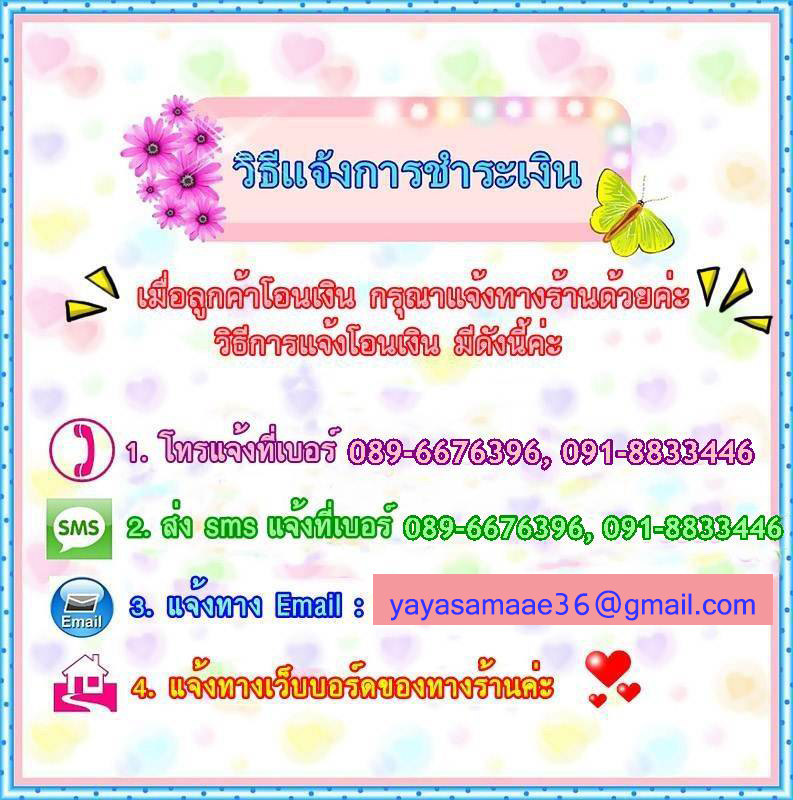 วิธีแจ้งการชำระเงิน
เมื่อลูกค้าโอนเงิน กรุณาแจ้งทางร้านด้วยค่ะ
วิธีการแจ้งโอนเงิน มีดังนี้ค่ะ
1. โทรแจ้งที่เบอร์ 089-6676396, 091-8833446
SMS 2. ส่ง sms แจ้งที่เบอร์ 089-6676396, 091-8833446
Email 3. แจ้งทาง Email : yayasamaae36@gmail.com
4. แจ้งทางเว็บบอร์ดของทางร้านค่ะ